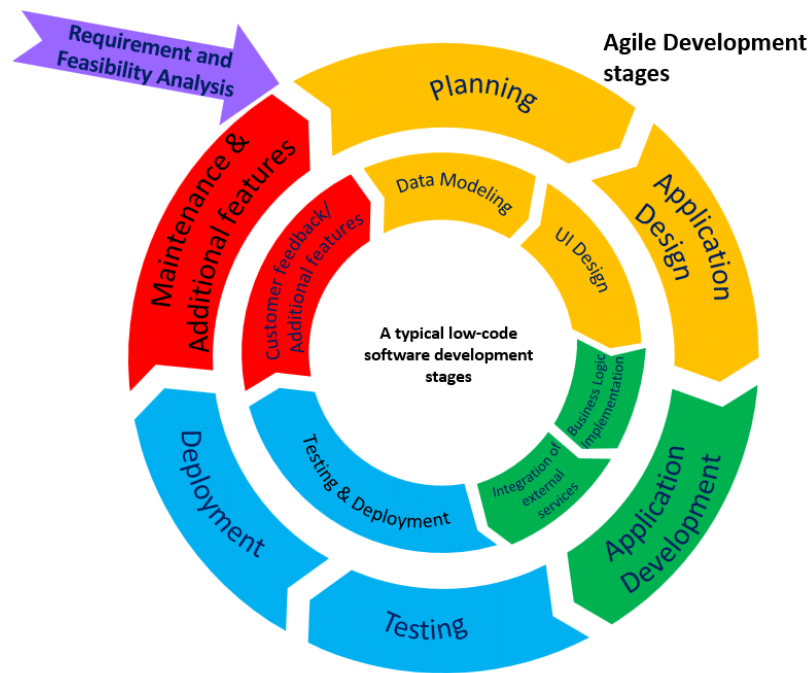 Requirement and
Feasibility Analysis
Agile Development
stages
Planning
Application
Design
Application
Development
Testing
Deployment
Maintenance &
Additional features
Data Modeling
UI Design
Business Logic
Implementation
Integration of
external
services
Testing & Deployment
Customer feedback/
Additional features
A typical low-code
software development
stages